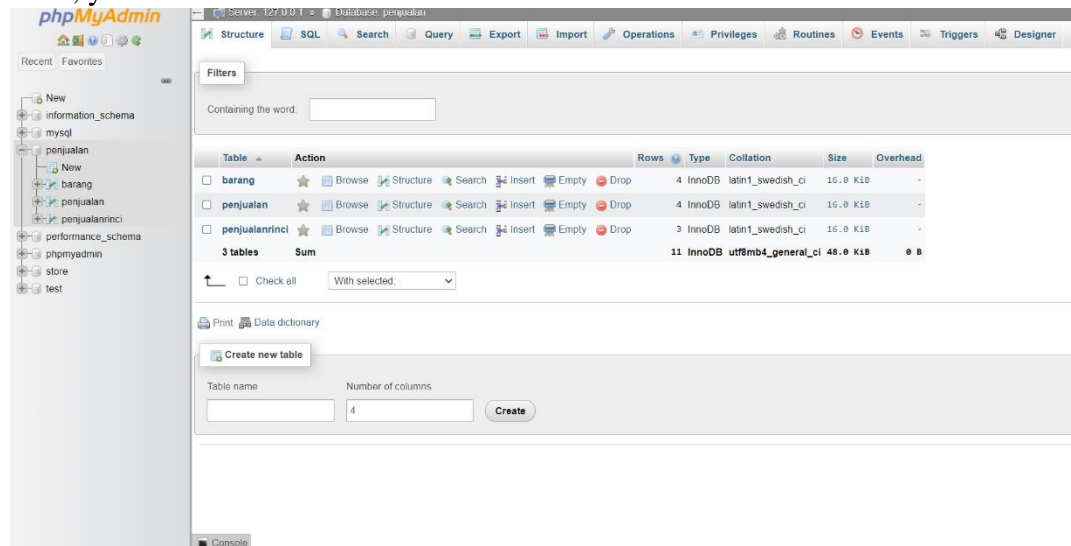 phpMyAdmin
Recent Favorites
New
information_schema
mysql
penjualan
New
barang
penjualan
penjualanrinci
performance_schema
phpmyadmin
store
test
Server: 127.0.0.1 » Database: penjualan
Structure SQL Search Query Export Import Operations Privileges Routines Events Triggers Designer
Filters
Containing the word:
Table Action Rows Type Collation Size Overhead
barang Browse Structure Search Insert Empty Drop 4 InnoDB latin1_swedish_ci 16.0 KiB -
penjualan Browse Structure Search Insert Empty Drop 4 InnoDB latin1_swedish_ci 16.0 KiB -
penjualanrinci Browse Structure Search Insert Empty Drop 3 InnoDB latin1_swedish_ci 16.0 KiB -
3 tables Sum 11 InnoDB utf8mb4_general_ci 48.0 KiB 0 B
Check all With selected:
Print Data dictionary
Create new table
Table name Number of columns
4 Create
Console